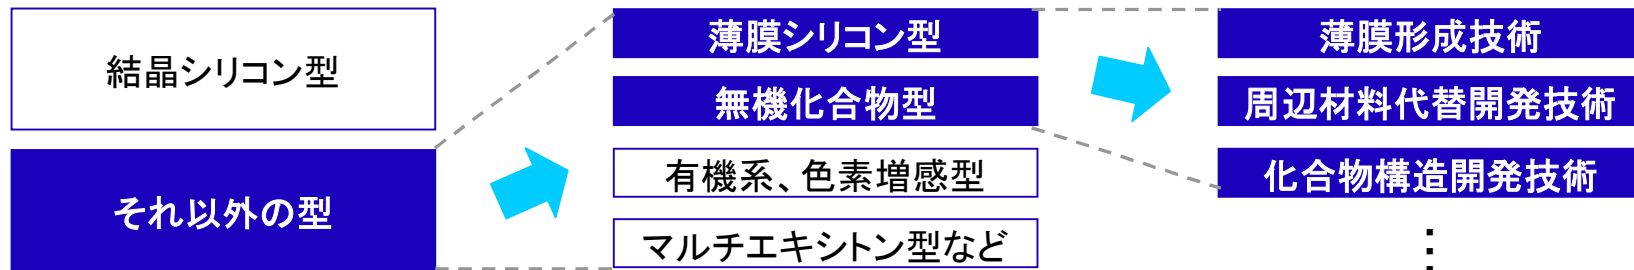 結晶シリコン型
それ以外の型
薄膜シリコン型
無機化合物型
有機系、色素増感型
マルチエキシトン型など
薄膜形成技術
周辺材料代替開発技術
化合物構造開発技術
⋮